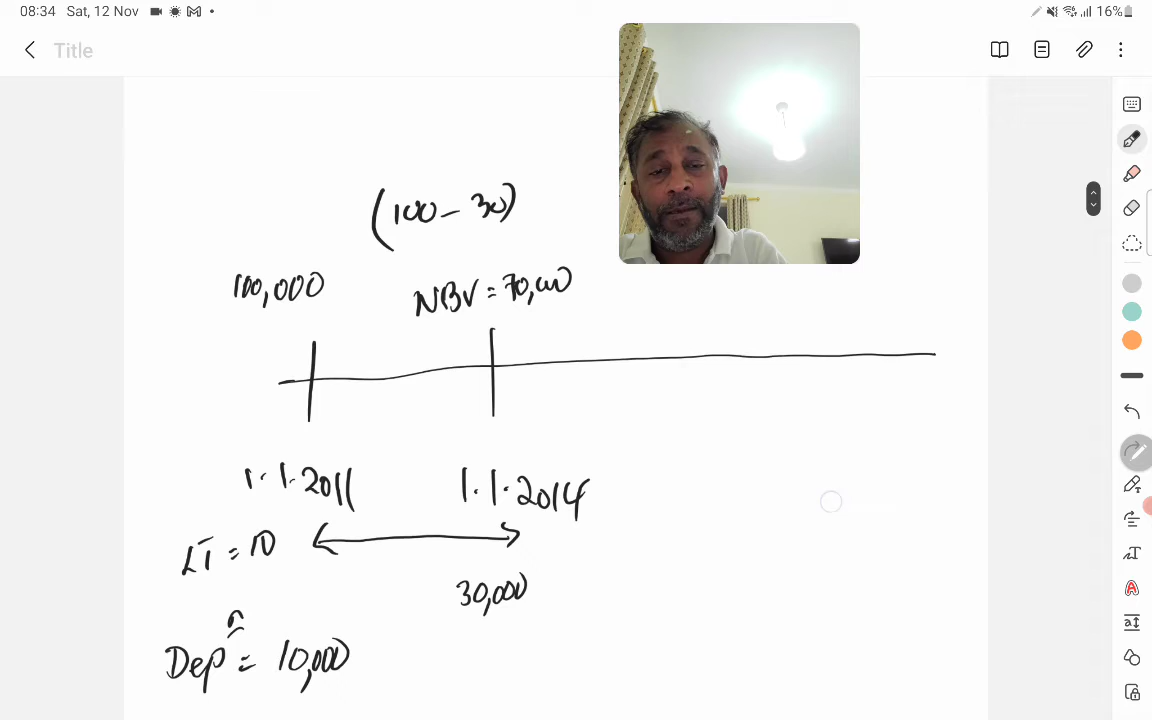 08:34 Sat, 12 Nov
16%
Title
(100 - 30)
100,000
NBV = 70,000
1.1.2011
1.1.2014
LT = 10
30,000
Dep n = 10,000